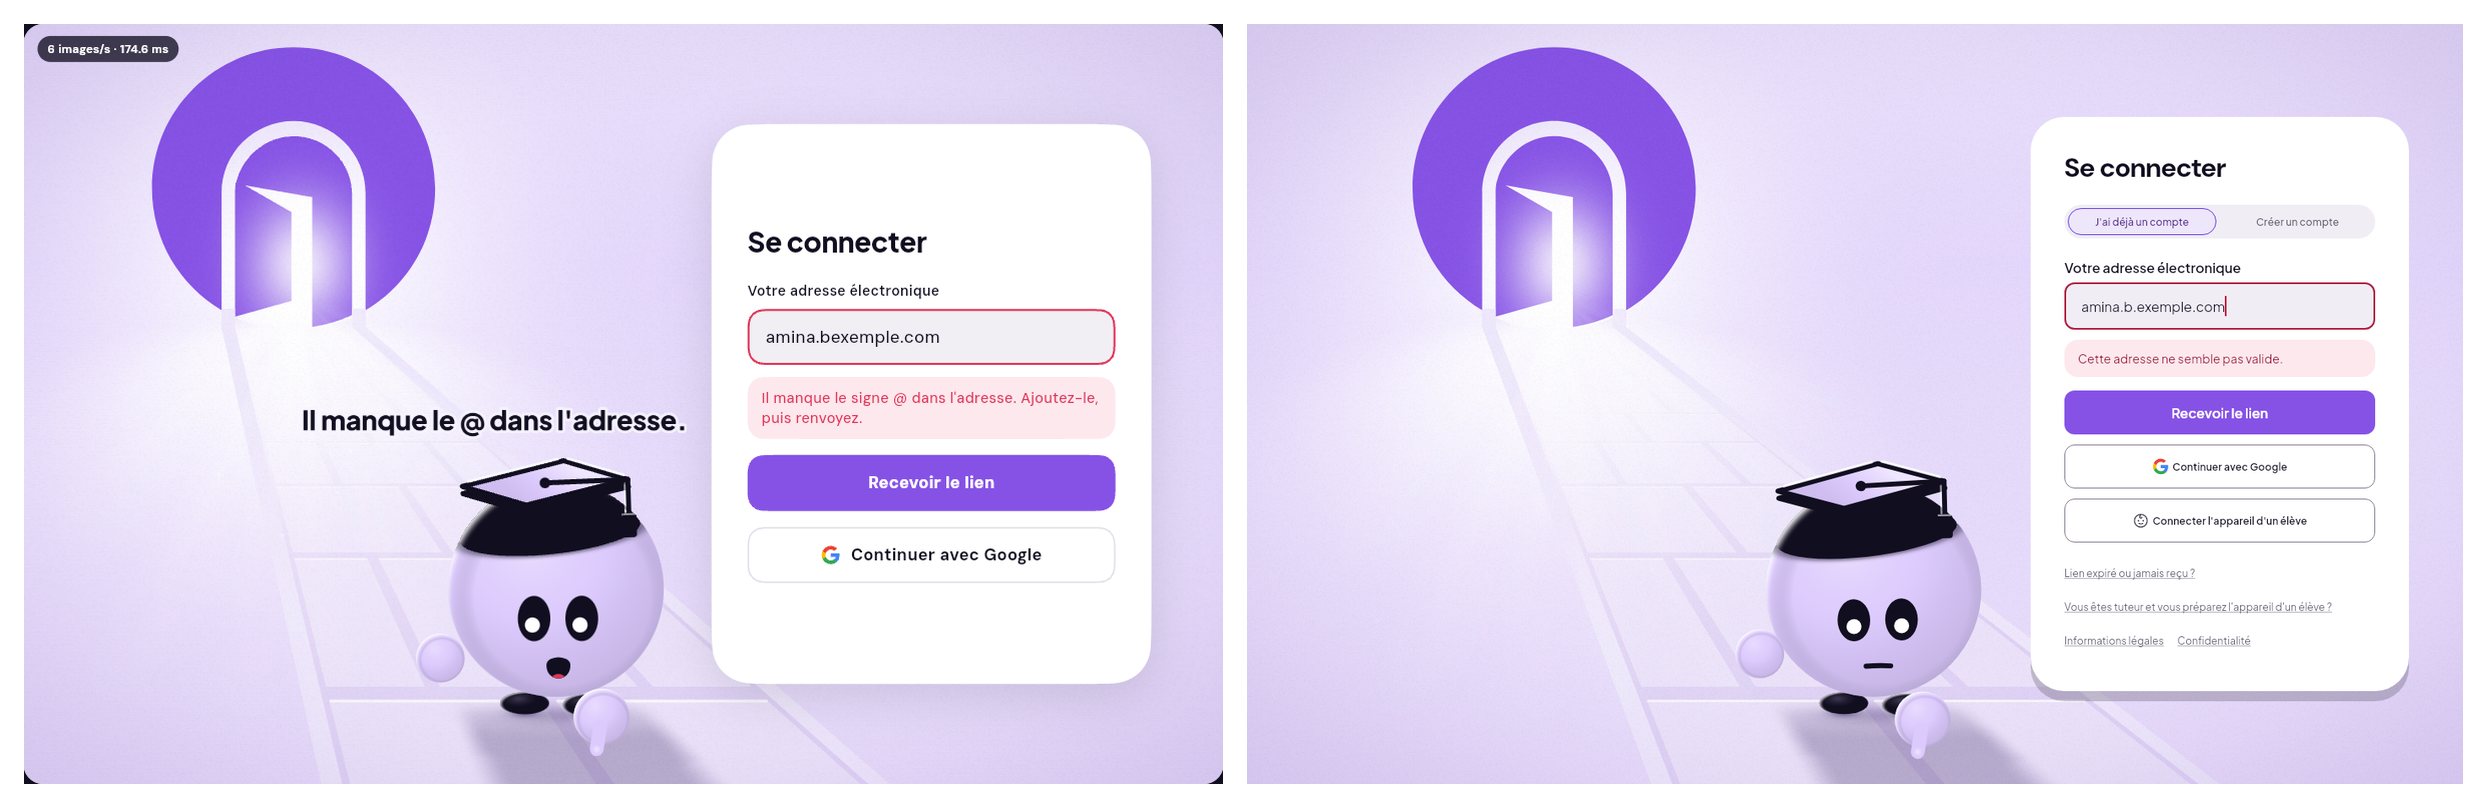 6 images/s · 174.6 ms
Il manque le @ dans l'adresse.
Se connecter
Votre adresse électronique
amina.bexemple.com
Il manque le signe @ dans l'adresse. Ajoutez-le,
puis renvoyez.
Recevoir le lien
Continuer avec Google
Se connecter
J'ai déjà un compte
Créer un compte
Votre adresse électronique
amina.b.exemple.com
Cette adresse ne semble pas valide.
Recevoir le lien
Continuer avec Google
Connecter l'appareil d'un élève
Lien expiré ou jamais reçu ?
Vous êtes tuteur et vous préparez l'appareil d'un élève ?
Informations légales Confidentialité